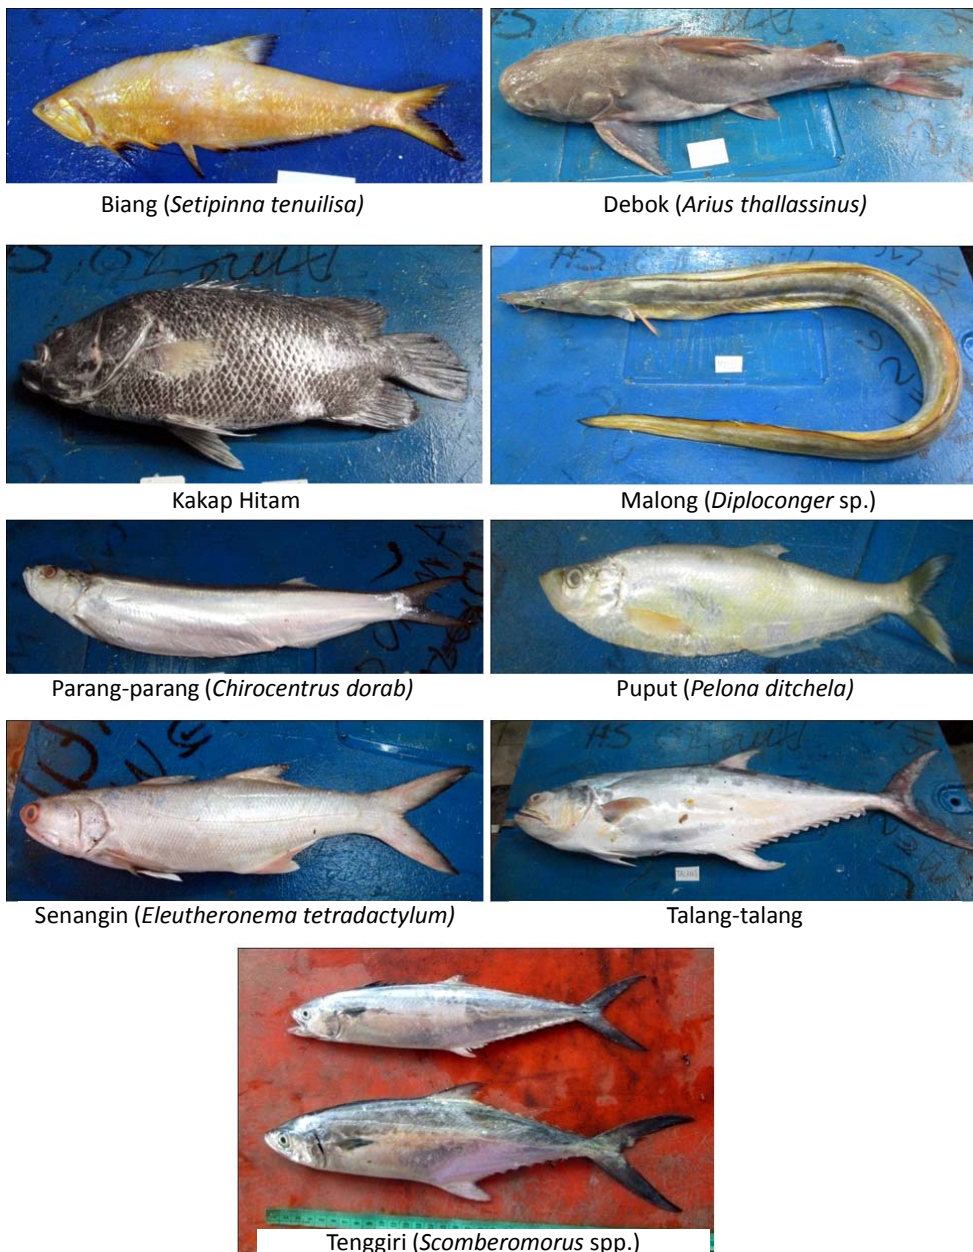 Biang (Setipinna tenuilisa)
Debok (Arius thallassinus)
Kakap Hitam
Malong (Diploconger sp.)
Parang-parang (Chirocentrus dorab)
Puput (Pelona ditchela)
Senangin (Eleutheronema tetradactylum)
Talang-talang
Tenggiri (Scomberomorus spp.)